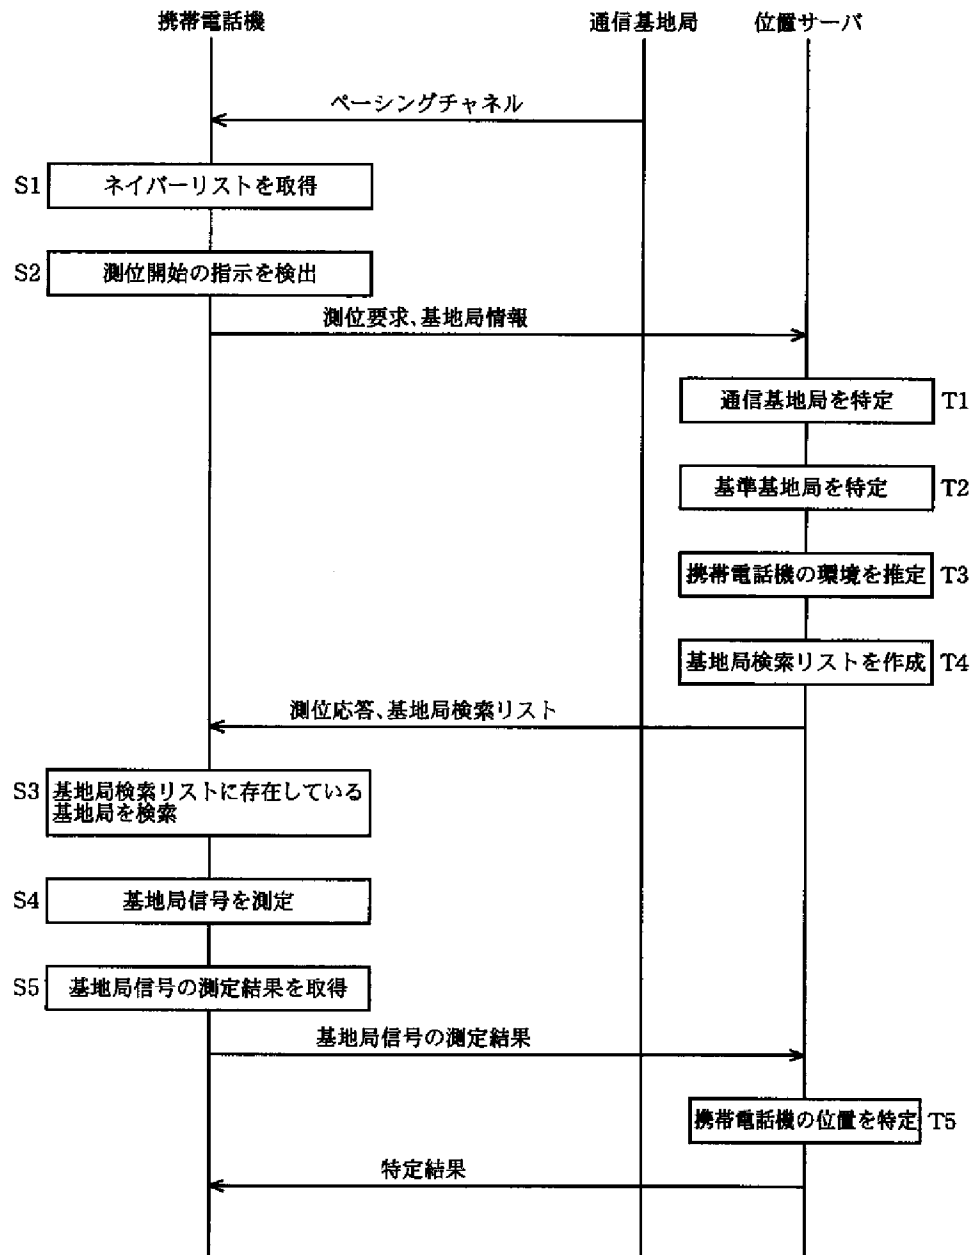 携帯電話機
通信基地局
位置サーバ
ペーシングチャネル
S1
ネイバーリストを取得
S2
測位開始の指示を検出
測位要求、基地局情報
通信基地局を特定
T1
基準基地局を特定
T2
携帯電話機の環境を推定
T3
基地局検索リストを作成
T4
測位応答、基地局検索リスト
S3
基地局検索リストに存在している
基地局を検索
S4
基地局信号を測定
S5
基地局信号の測定結果を取得
基地局信号の測定結果
携帯電話機の位置を特定
T5
特定結果